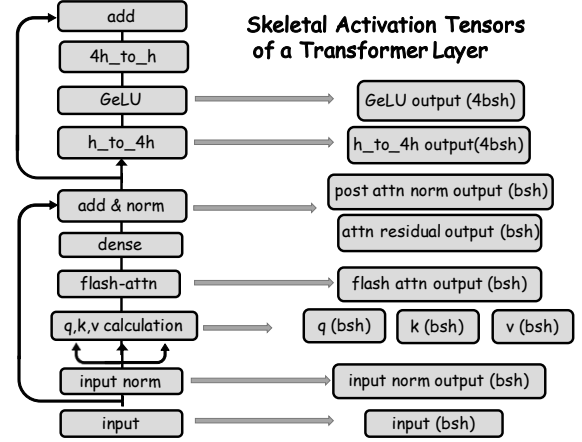 Skeletal Activation Tensors
of a Transformer Layer
add
4h_to_h
GeLU
GeLU output (4bsh)
h_to_4h
h_to_4h output(4bsh)
post attn norm output (bsh)
add & norm
attn residual output (bsh)
dense
flash-attn
flash attn output (bsh)
q,k,v calculation
q (bsh)
k (bsh)
v (bsh)
input norm
input norm output (bsh)
input
input (bsh)